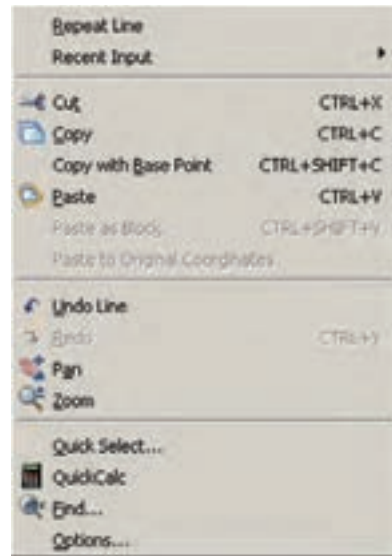 Repeat Line
Recent Input
Cut CTRL+X
Copy CTRL+C
Copy with Base Point CTRL+SHIFT+C
Paste CTRL+V
Paste as Block CTRL+SHIFT+V
Paste to Original Coordinates
Undo Line
Redo CTRL+Y
Pan
Zoom
Quick Select...
QuickCalc
Find...
Options...